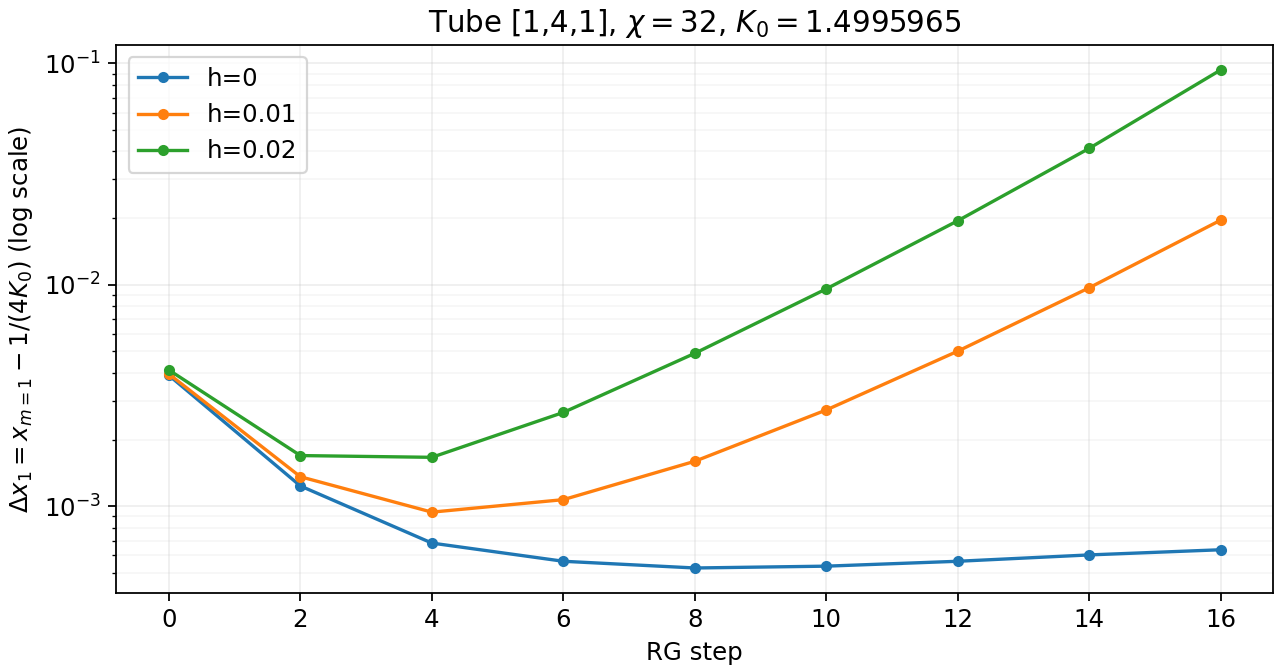 Tube [1,4,1], χ = 32, K₀ = 1.4995965
h=0
h=0.01
h=0.02
Δx₁ = xₘ₌₁ − 1/(4K₀) (log scale)
10⁻¹
10⁻²
10⁻³
0 2 4 6 8 10 12 14 16
RG step